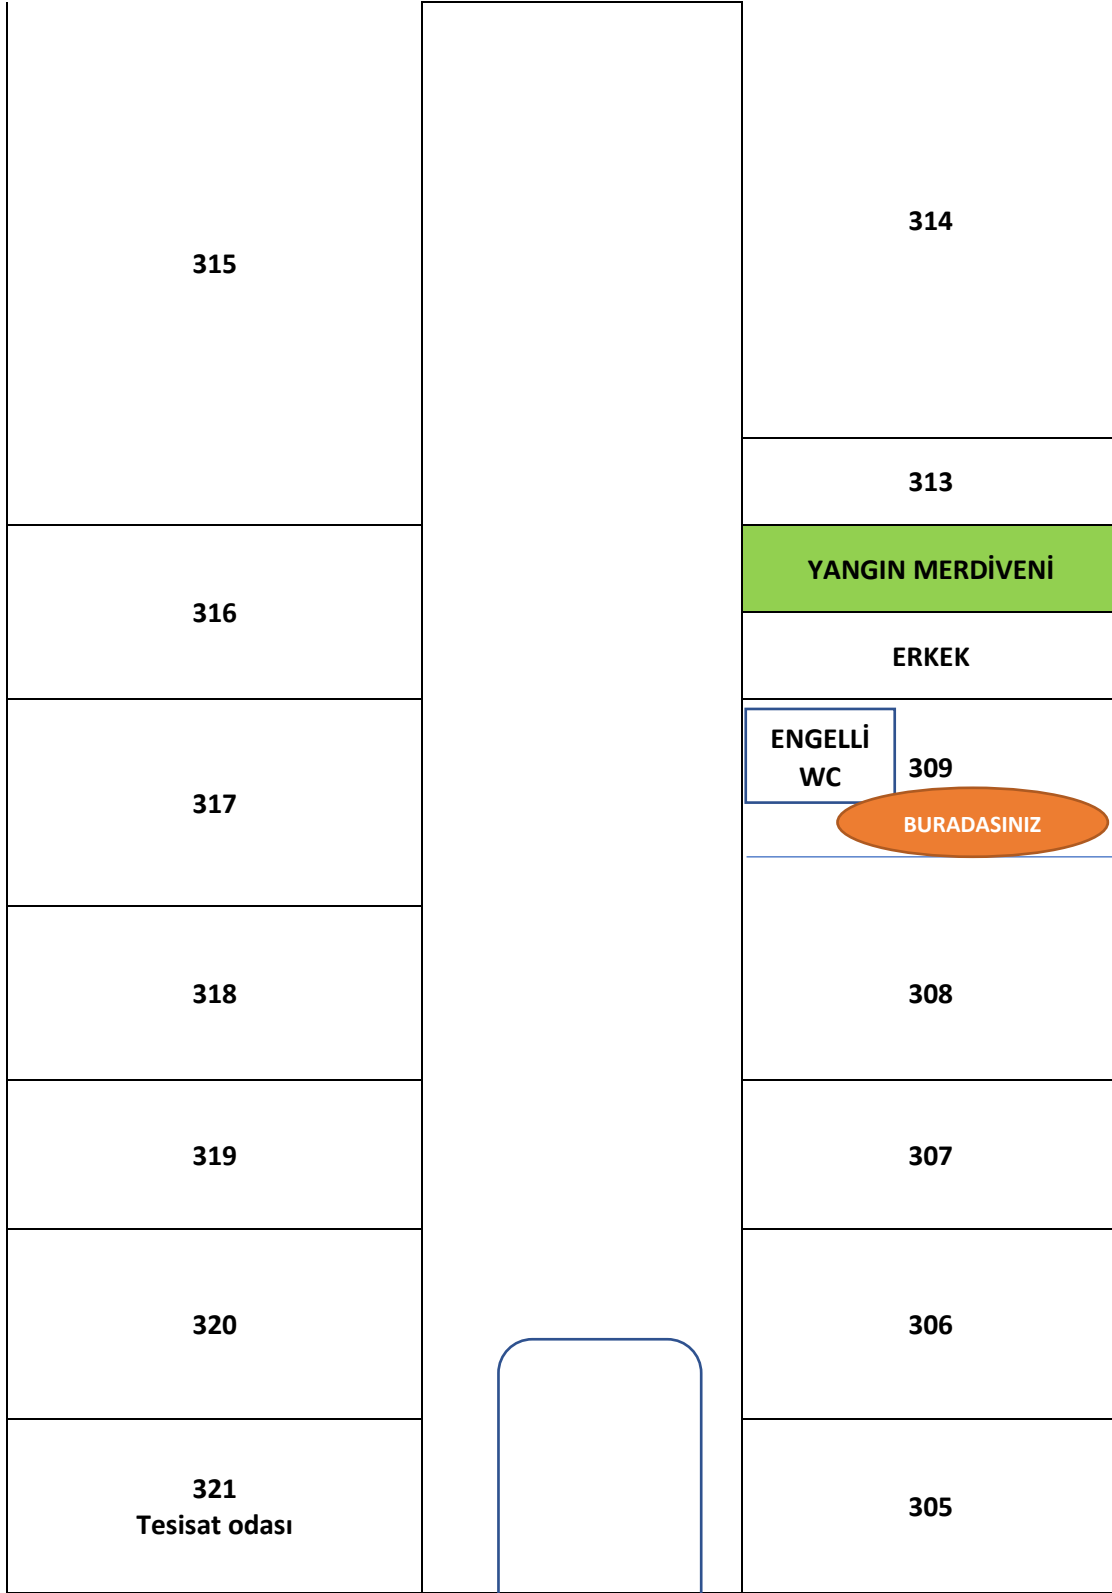 314
315
313
YANGIN MERDİVENİ
316
ERKEK
ENGELLİ
WC
309
317
BURADASINIZ
318
308
319
307
320
306
321
Tesisat odası
305